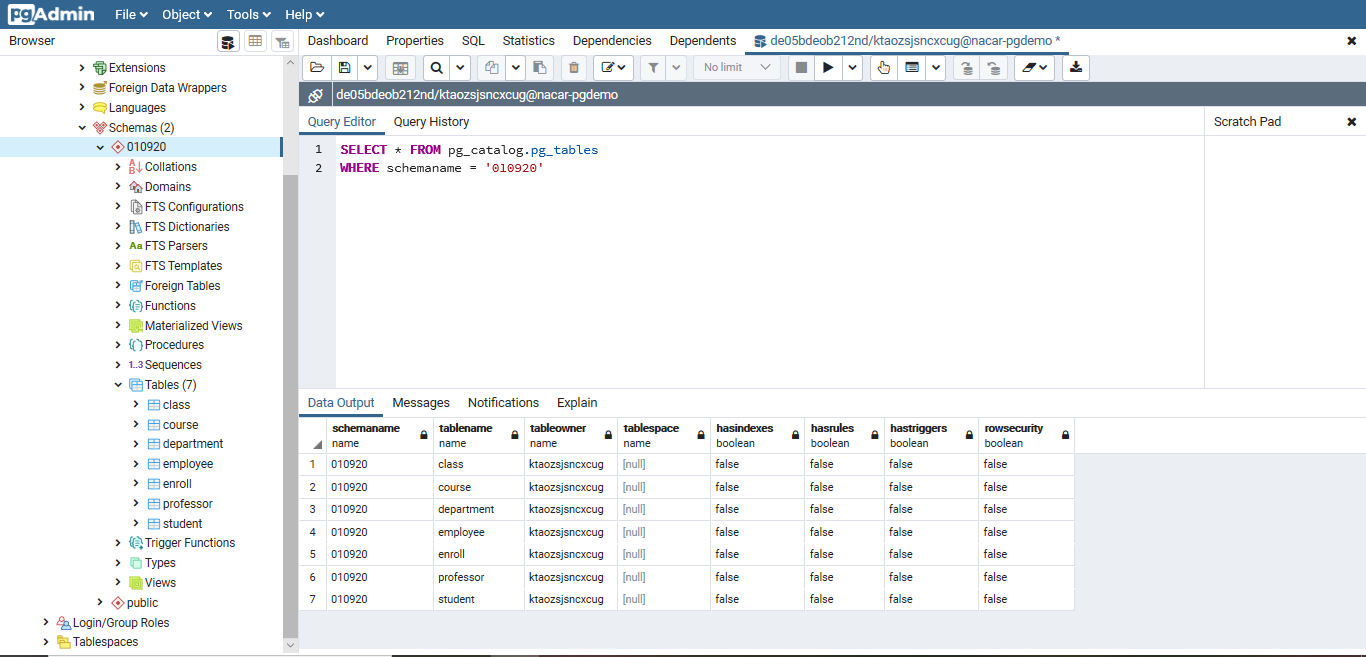 pgAdmin File Object Tools Help
Browser
Dashboard Properties SQL Statistics Dependencies Dependents de05bdeob212nd/ktaozsjsncxcug@nacar-pgdemo *
No limit
de05bdeob212nd/ktaozsjsncxcug@nacar-pgdemo
Extensions
Foreign Data Wrappers
Languages
Schemas (2)
010920
Collations
Domains
FTS Configurations
FTS Dictionaries
Aa FTS Parsers
FTS Templates
Foreign Tables
Functions
Materialized Views
Procedures
1..3 Sequences
Tables (7)
class
course
department
employee
enroll
professor
student
Trigger Functions
Types
Views
public
Login/Group Roles
Tablespaces
Query Editor Query History
Scratch Pad
1 SELECT * FROM pg_catalog.pg_tables
2 WHERE schemaname = '010920'
Data Output Messages Notifications Explain
schemaname tablename tableowner tablespace hasindexes hasrules hastriggers rowsecurity
name name name name boolean boolean boolean boolean
1 010920 class ktaozsjsncxcug [null] false false false false
2 010920 course ktaozsjsncxcug [null] false false false false
3 010920 department ktaozsjsncxcug [null] false false false false
4 010920 employee ktaozsjsncxcug [null] false false false false
5 010920 enroll ktaozsjsncxcug [null] false false false false
6 010920 professor ktaozsjsncxcug [null] false false false false
7 010920 student ktaozsjsncxcug [null] false false false false